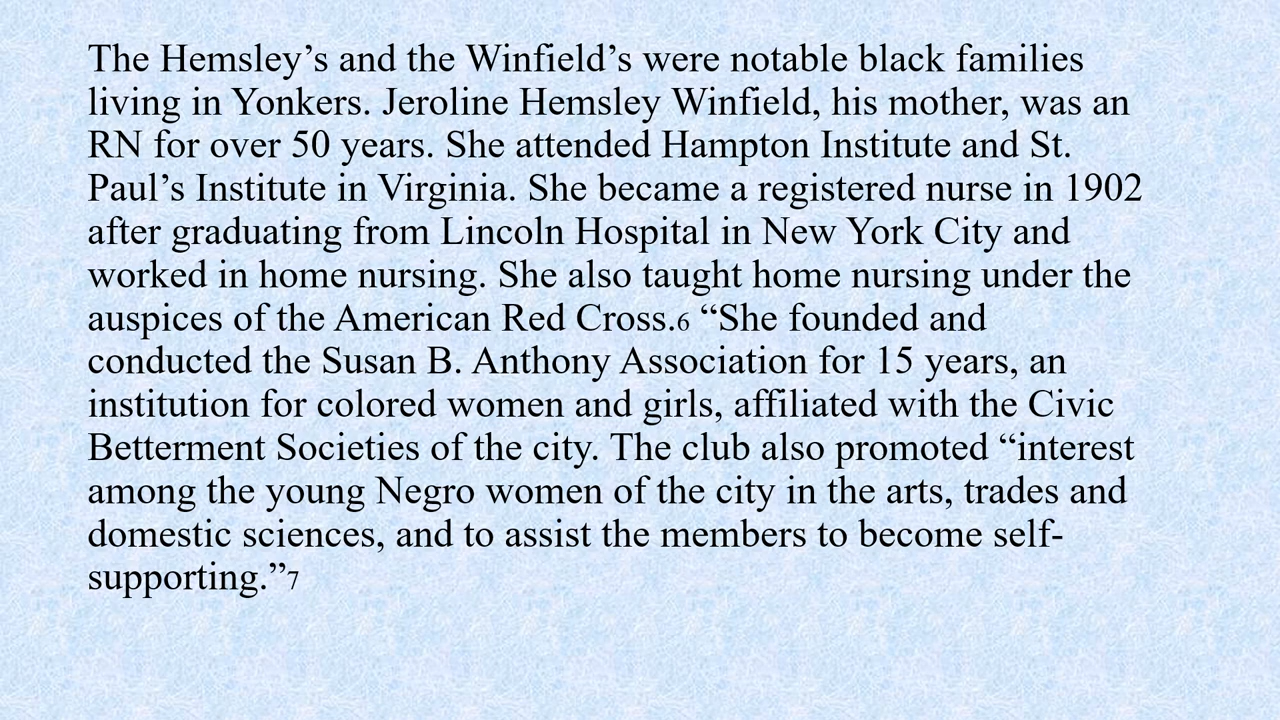 The Hemsley’s and the Winfield’s were notable black families
living in Yonkers. Jeroline Hemsley Winfield, his mother, was an
RN for over 50 years. She attended Hampton Institute and St.
Paul’s Institute in Virginia. She became a registered nurse in 1902
after graduating from Lincoln Hospital in New York City and
worked in home nursing. She also taught home nursing under the
auspices of the American Red Cross.6 “She founded and
conducted the Susan B. Anthony Association for 15 years, an
institution for colored women and girls, affiliated with the Civic
Betterment Societies of the city. The club also promoted “interest
among the young Negro women of the city in the arts, trades and
domestic sciences, and to assist the members to become self-
supporting.”7